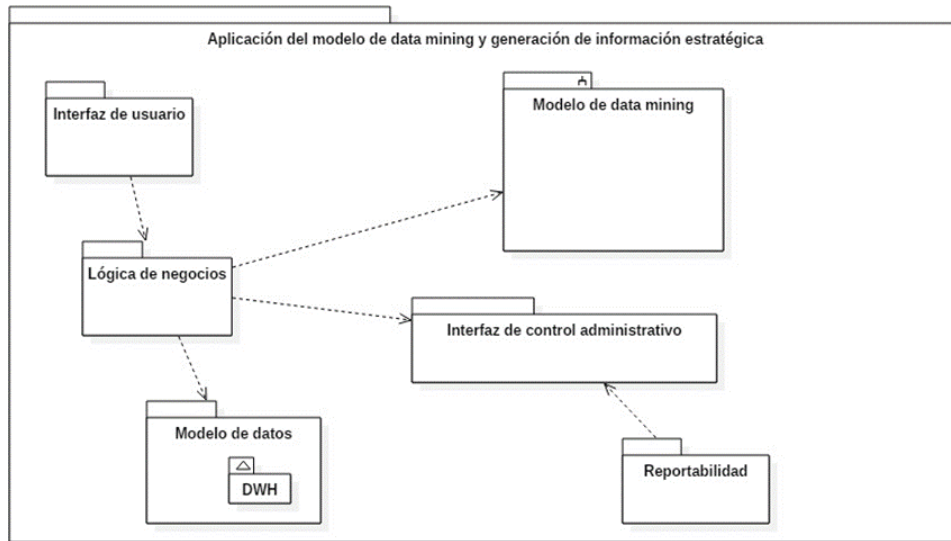 Aplicación del modelo de data mining y generación de información estratégica
Interfaz de usuario
Modelo de data mining
Lógica de negocios
Interfaz de control administrativo
Modelo de datos
DWH
Reportabilidad